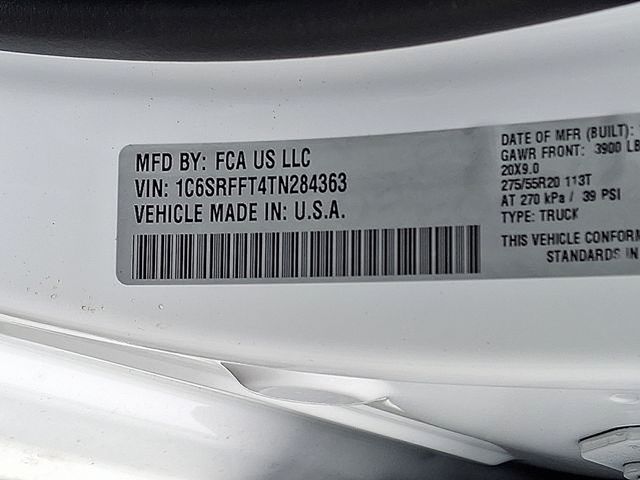 MFD BY: FCA US LLC
VIN: 1C6SRFFT4TN284363
VEHICLE MADE IN: U.S.A.
DATE OF MFR (BUILT):
GAWR FRONT: 3900 LB
20X9.0
275/55R20 113T
AT 270 kPa / 39 PSI
TYPE: TRUCK
THIS VEHICLE CONFORM
STANDARDS IN